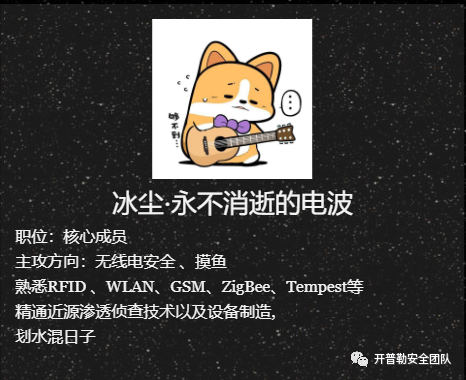 够不到...
冰尘·永不消逝的电波
职位：核心成员
主攻方向：无线电安全 、摸鱼
熟悉RFID 、WLAN、GSM、ZigBee、Tempest等
精通近源渗透侦查技术以及设备制造,
划水混日子
开普勒安全团队